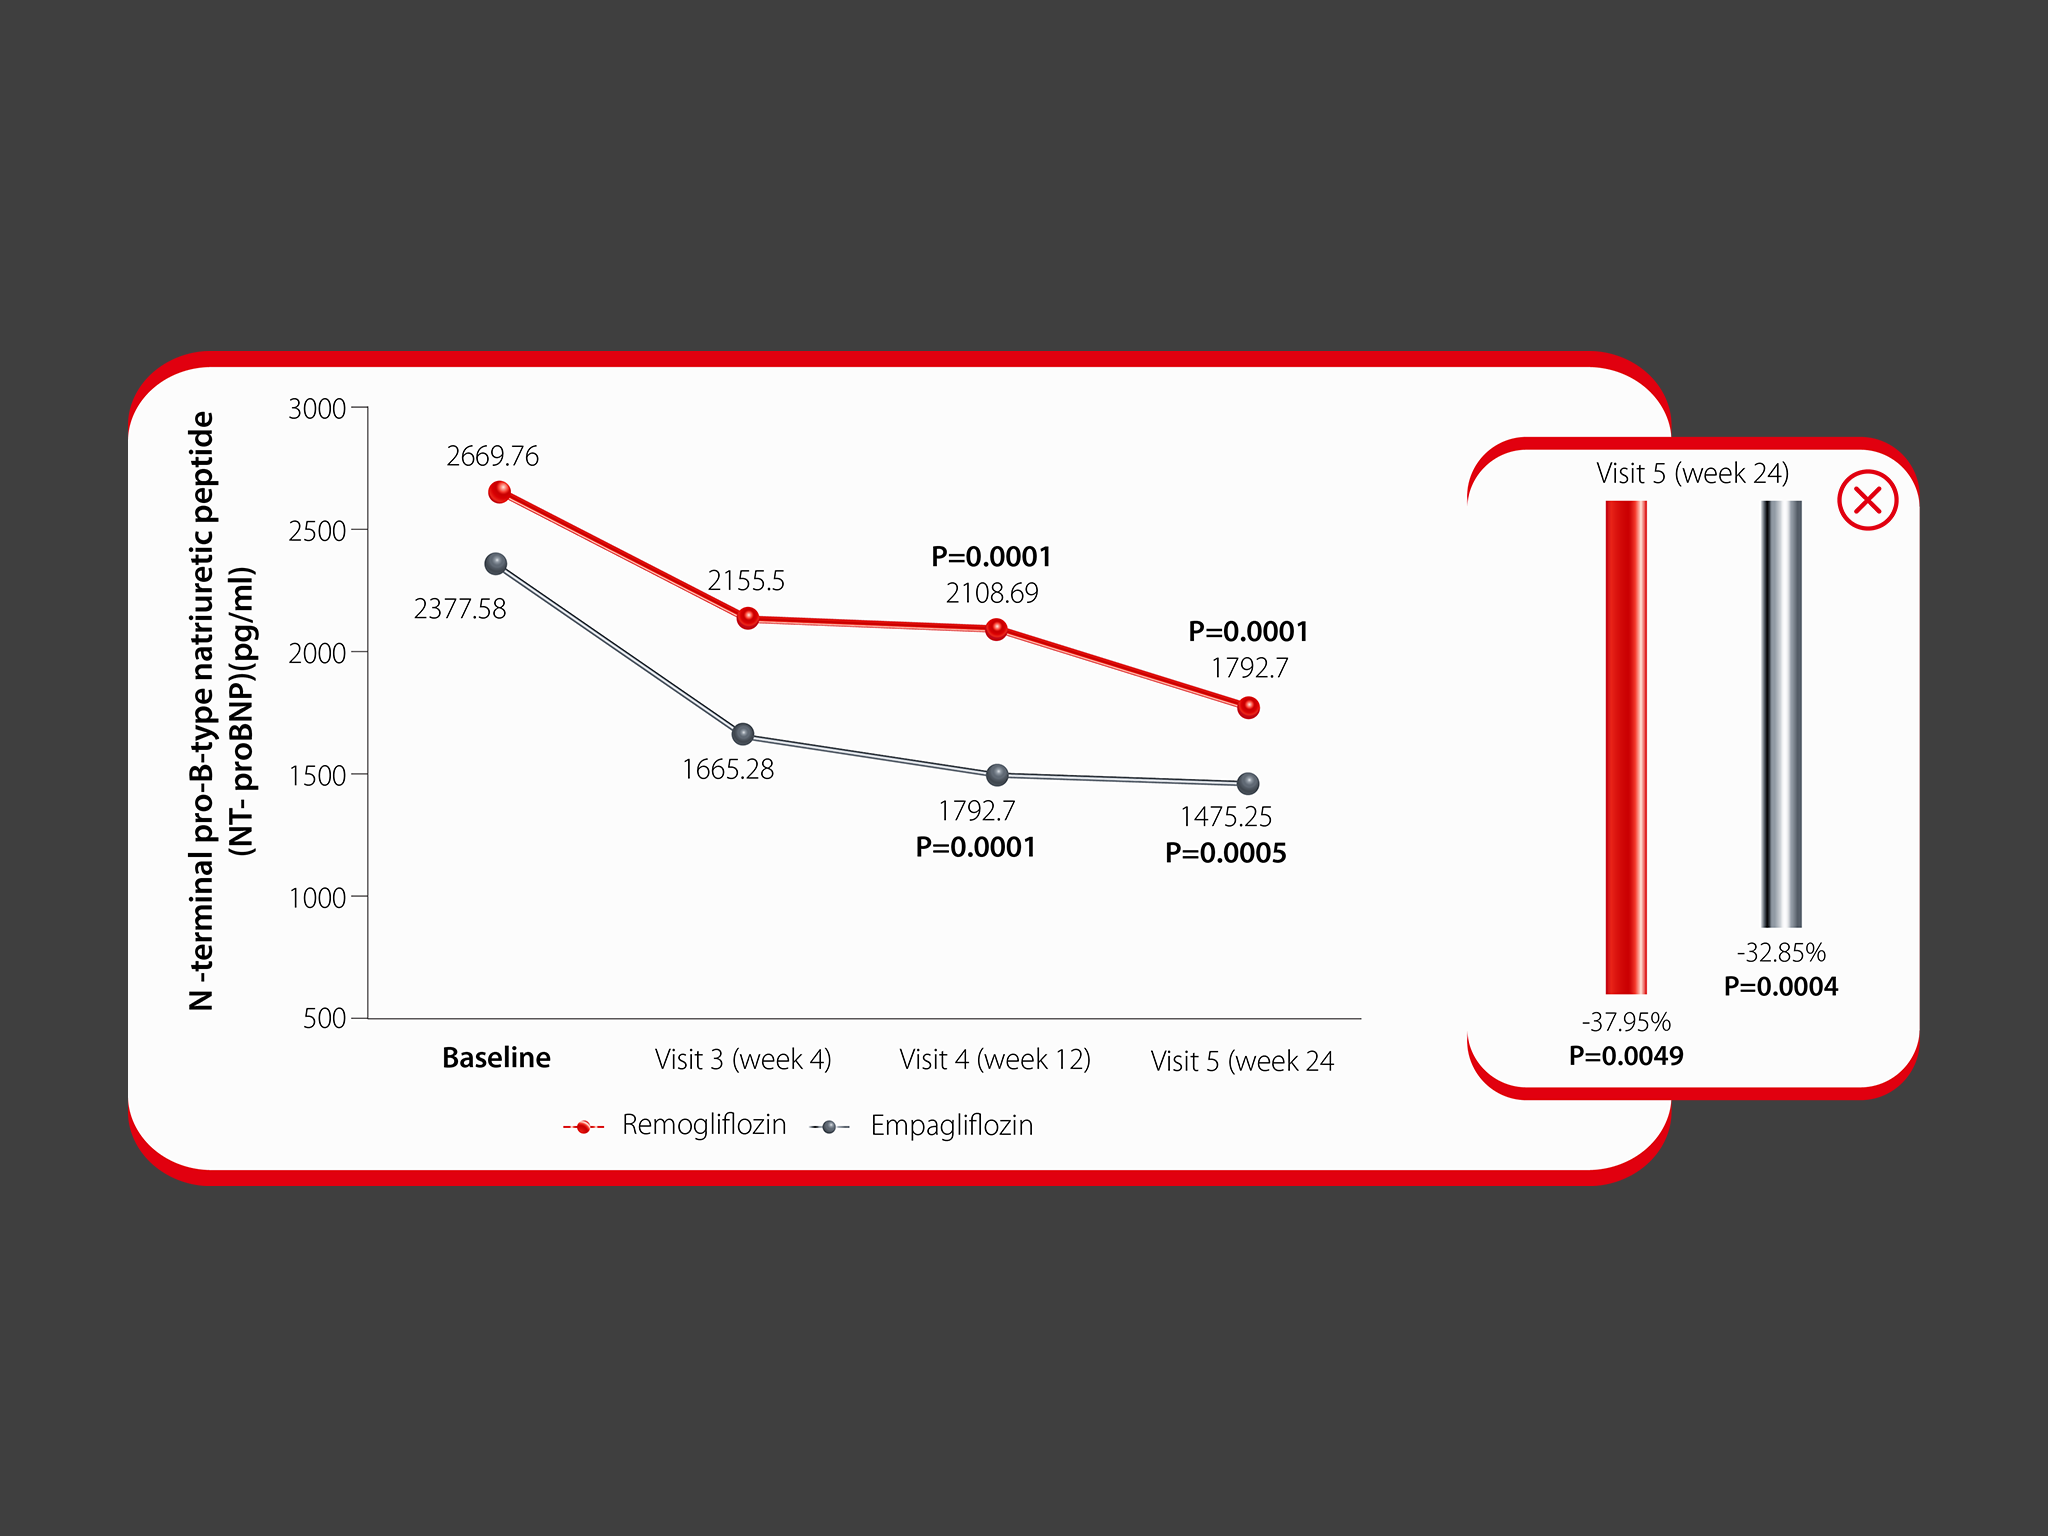 N -terminal pro-B-type natriuretic peptide
(NT- proBNP)(pg/ml)
3000
2500
2000
1500
1000
500
2669.76
2377.58
2155.5
1665.28
P=0.0001
2108.69
1792.7
P=0.0001
P=0.0001
1792.7
1475.25
P=0.0005
Baseline
Visit 3 (week 4)
Visit 4 (week 12)
Visit 5 (week 24
Remogliflozin
Empagliflozin
Visit 5 (week 24)
-37.95%
P=0.0049
-32.85%
P=0.0004